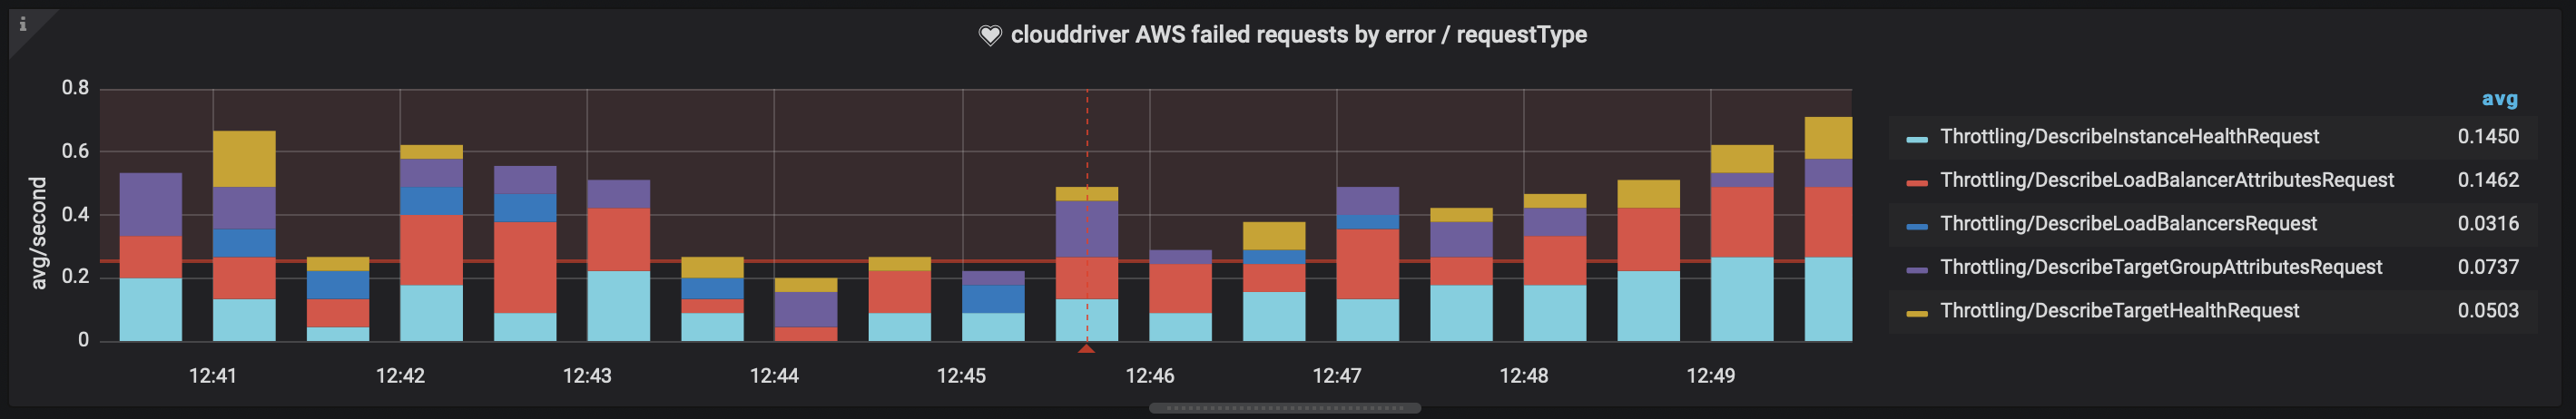 i
clouddriver AWS failed requests by error / requestType
avg/second
0.8
0.6
0.4
0.2
0
12:41 12:42 12:43 12:44 12:45 12:46 12:47 12:48 12:49
avg
Throttling/DescribeInstanceHealthRequest 0.1450
Throttling/DescribeLoadBalancerAttributesRequest 0.1462
Throttling/DescribeLoadBalancersRequest 0.0316
Throttling/DescribeTargetGroupAttributesRequest 0.0737
Throttling/DescribeTargetHealthRequest 0.0503